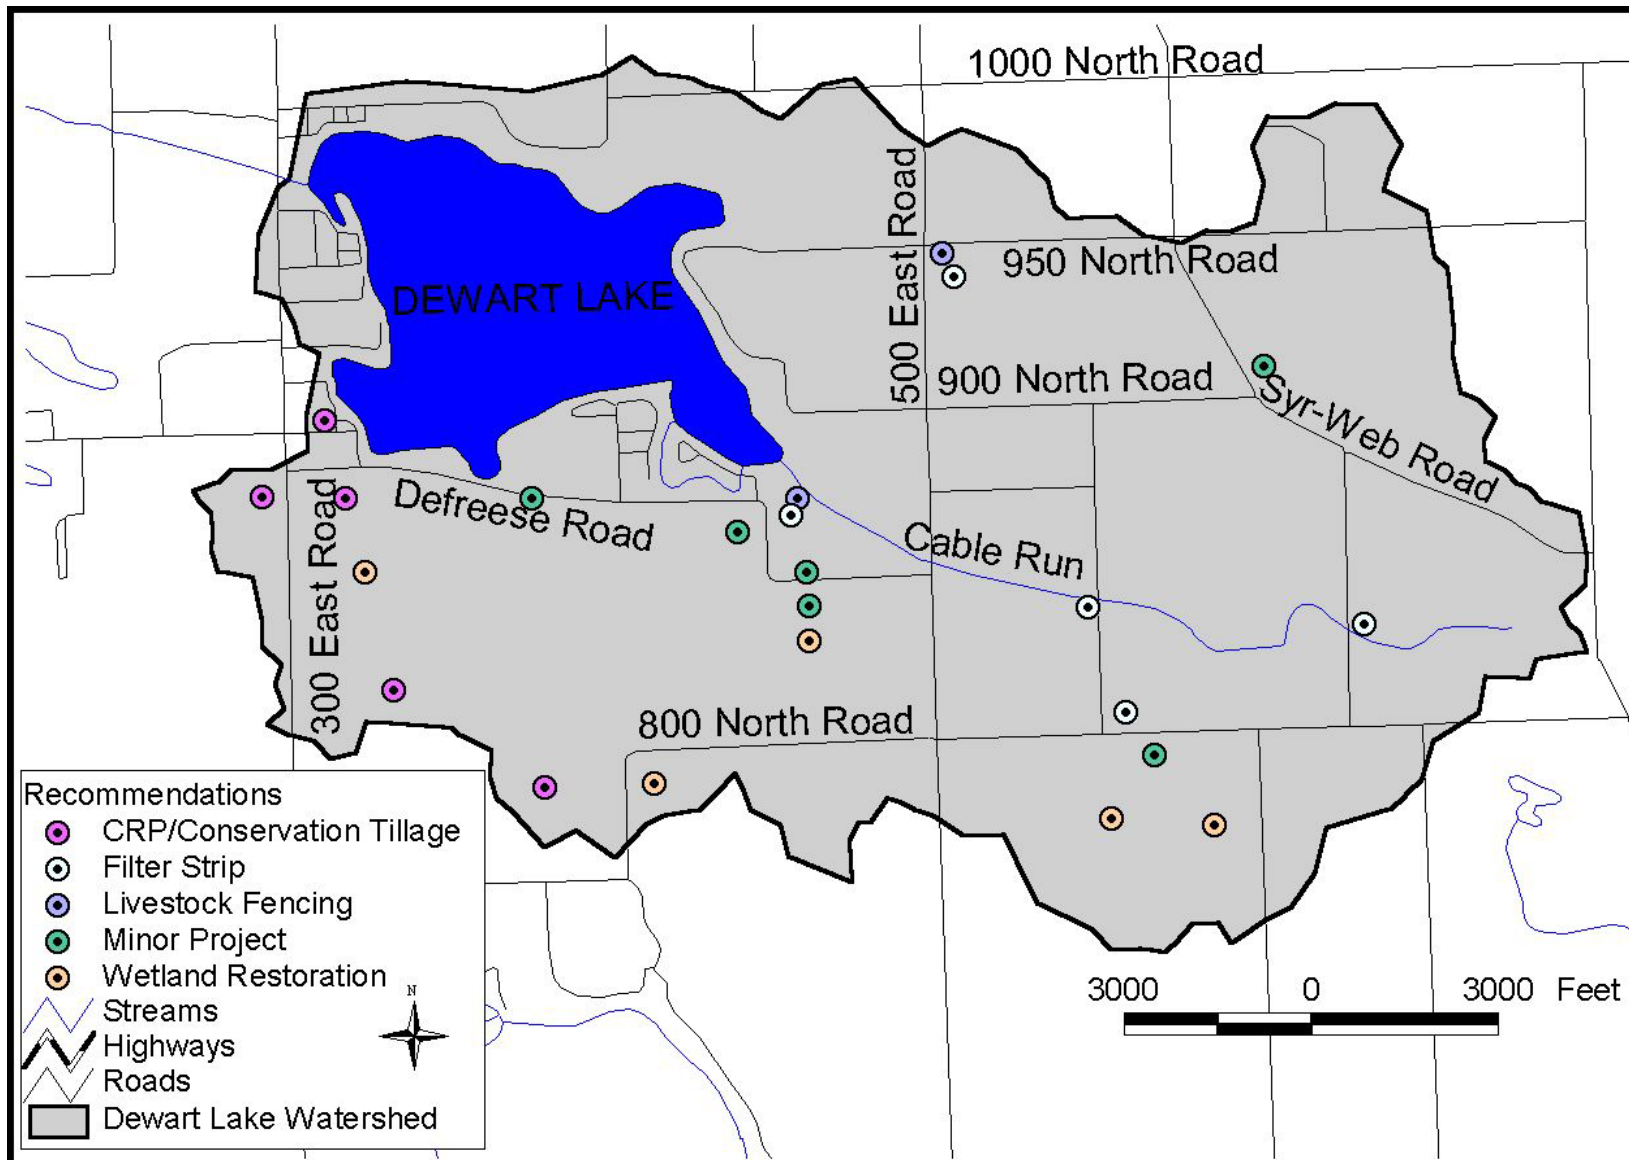 1000 North Road
500 East Road
950 North Road
DEWART LAKE
900 North Road
Syr-Web Road
300 East Road
Defreese Road
Cable Run
800 North Road
Recommendations
CRP/Conservation Tillage
Filter Strip
Livestock Fencing
Minor Project
Wetland Restoration
Streams
Highways
Roads
Dewart Lake Watershed
N
3000 0 3000 Feet